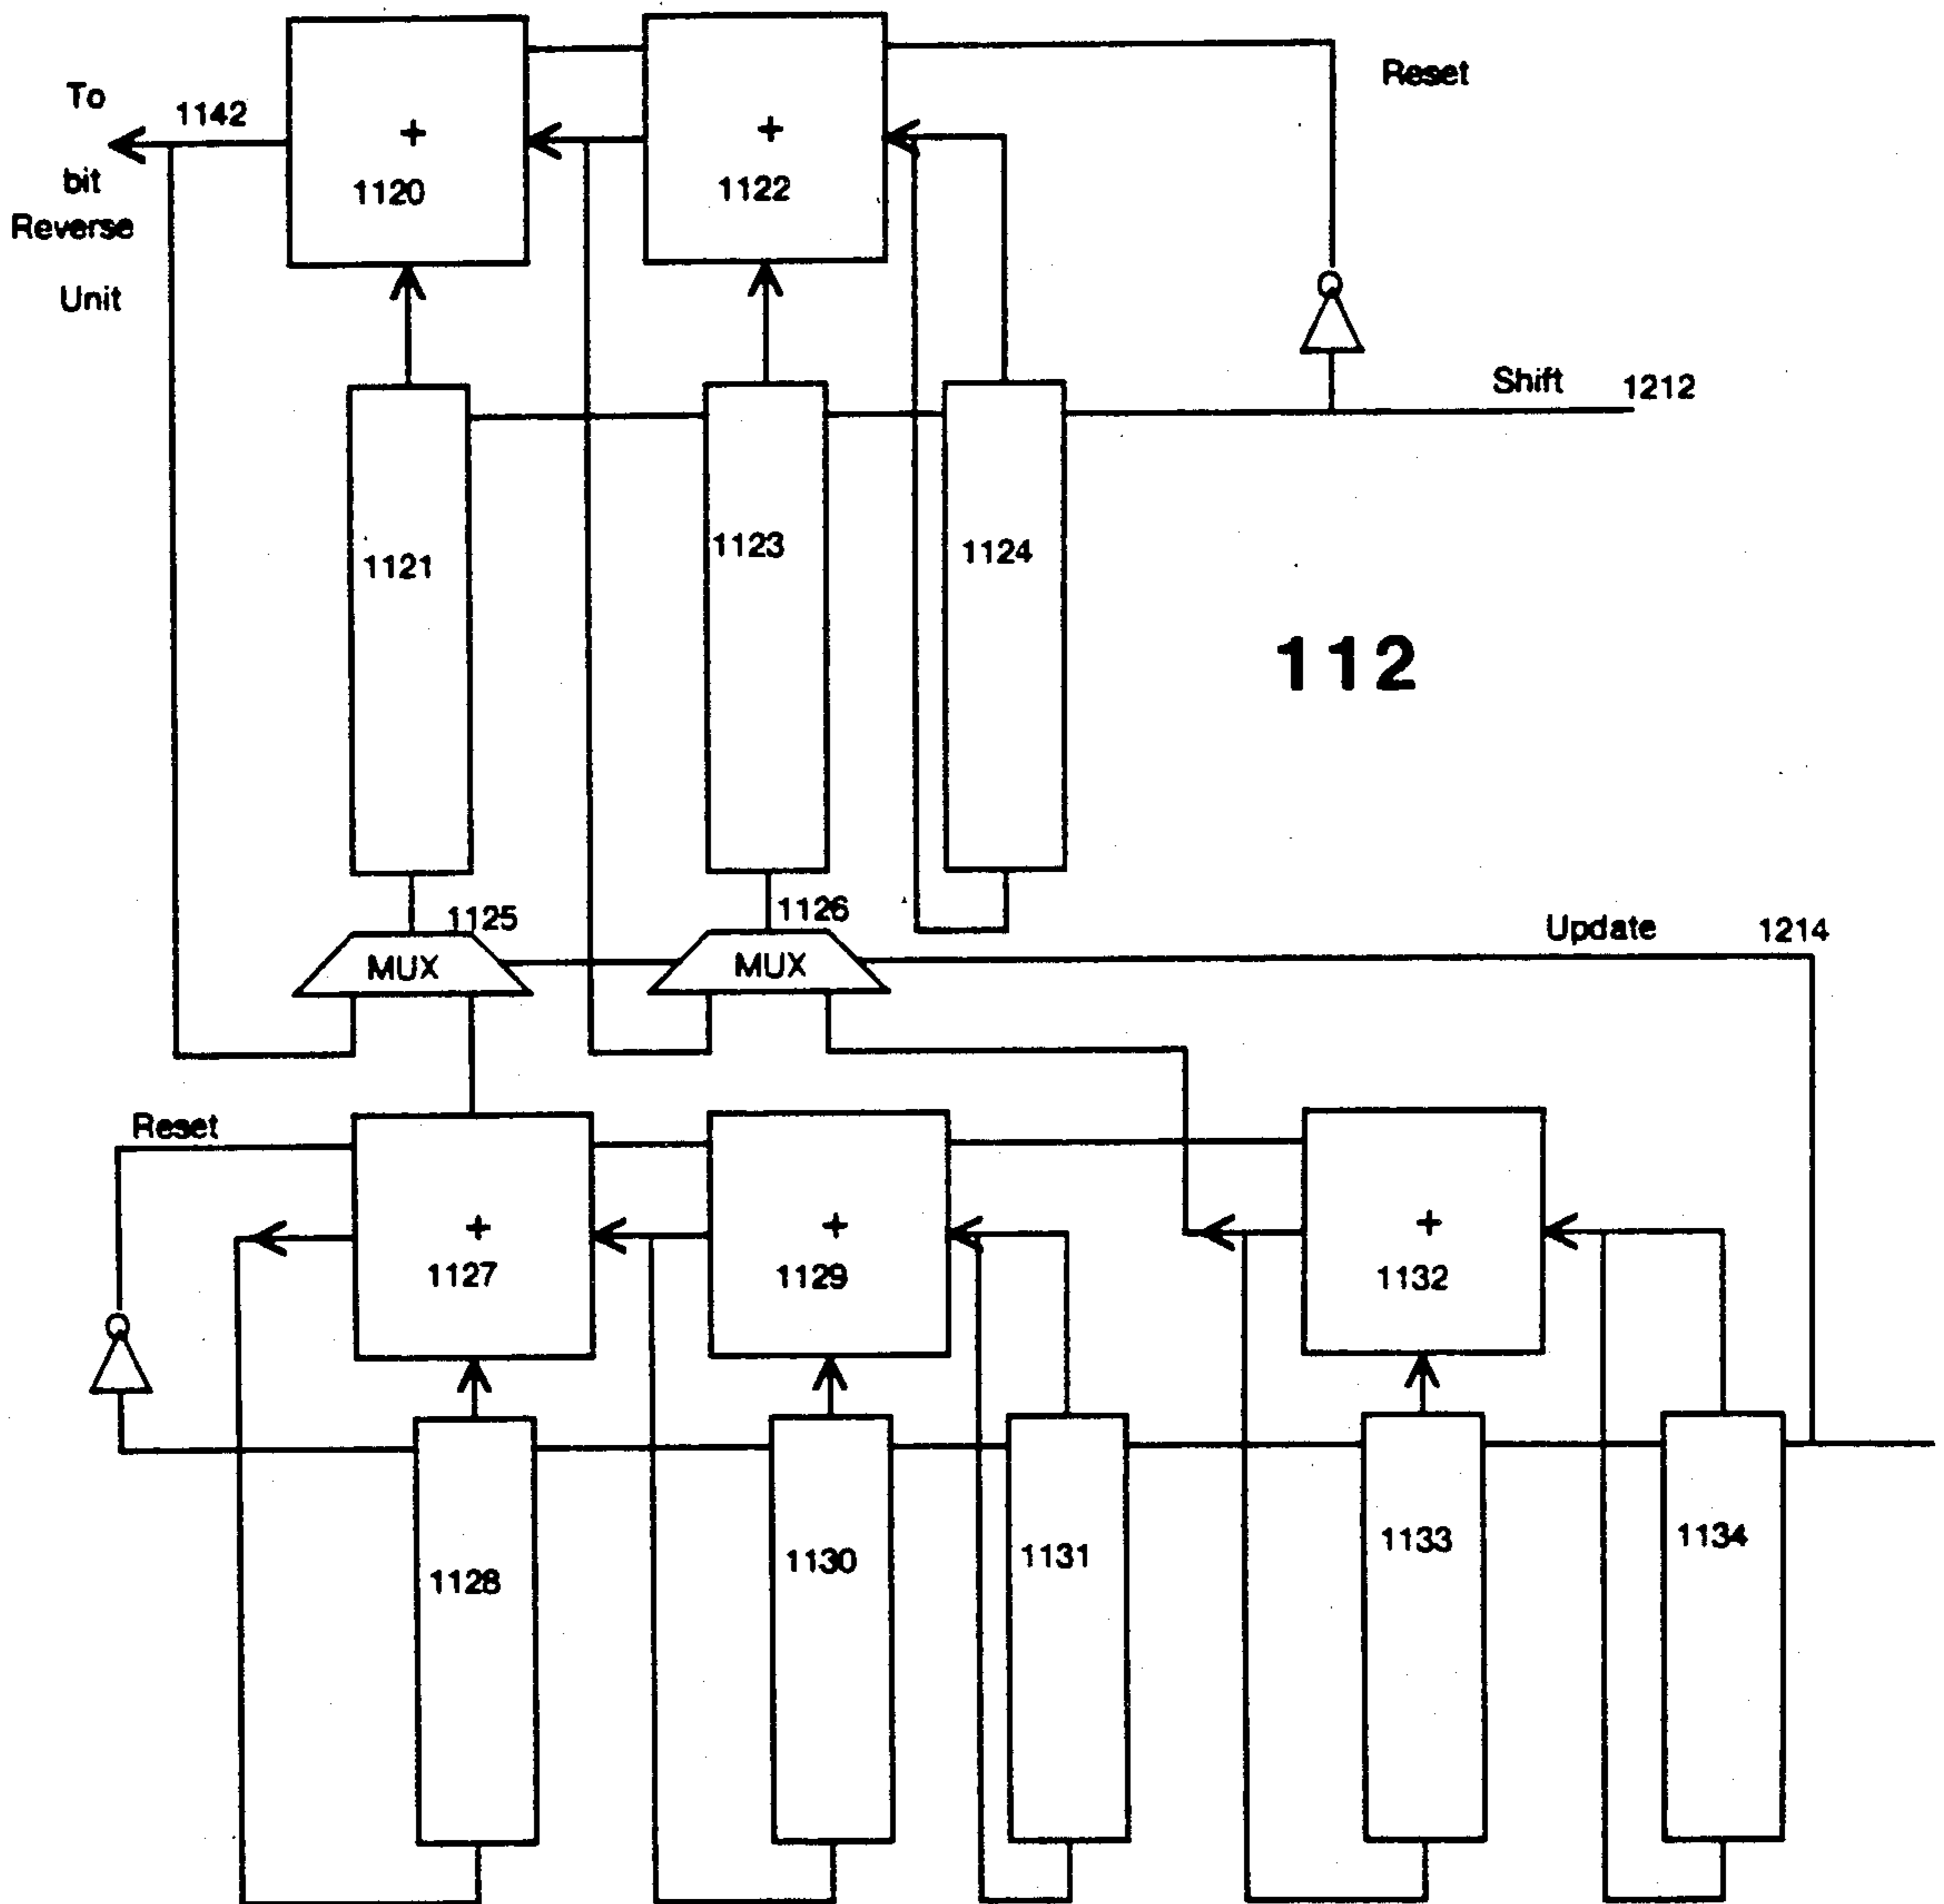 Reset
To
1142
bit
Reverse
Unit
+
1120
+
1122
Shift
1212
1121
1123
1124
112
1125
1126
MUX
MUX
Update
1214
Reset
+
1127
+
1129
+
1132
1128
1130
1131
1133
1134